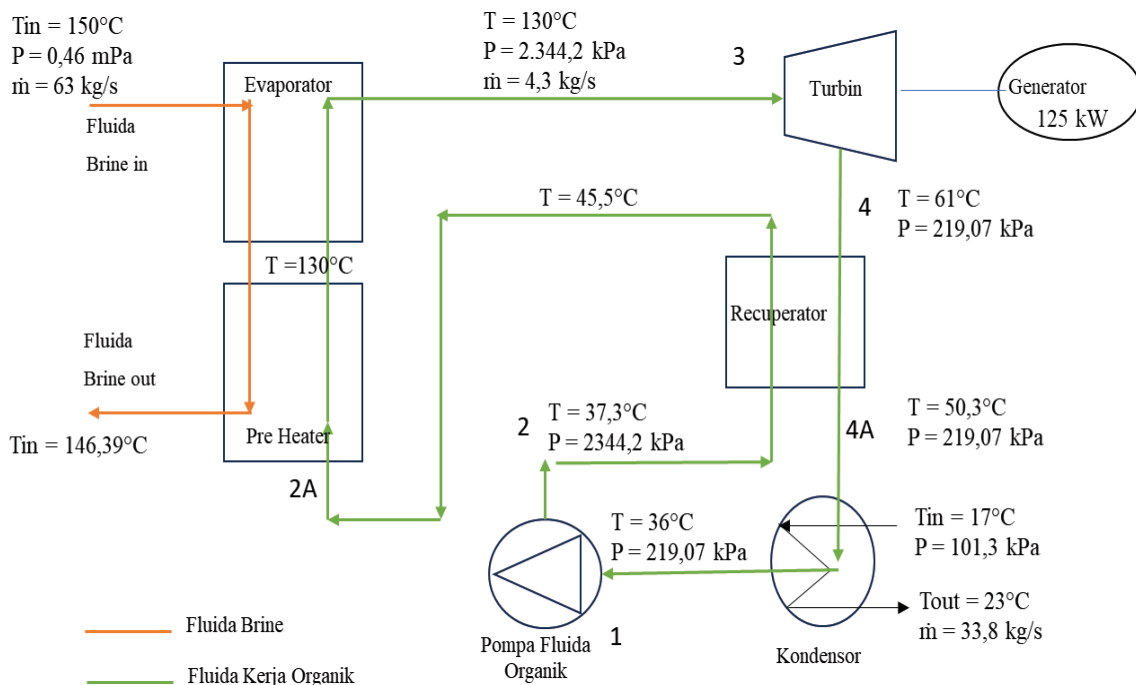 Tin = 150°C
P = 0,46 mPa
ṁ = 63 kg/s
Fluida
Brine in
Evaporator
T = 130°C
P = 2.344,2 kPa
ṁ = 4,3 kg/s
3
Turbin
Generator
125 kW
T = 45,5°C
4
T = 61°C
P = 219,07 kPa
T =130°C
Recuperator
Fluida
Brine out
Tin = 146,39°C
Pre Heater
2A
2
T = 37,3°C
P = 2344,2 kPa
4A
T = 50,3°C
P = 219,07 kPa
T = 36°C
P = 219,07 kPa
Tin = 17°C
P = 101,3 kPa
Tout = 23°C
ṁ = 33,8 kg/s
Fluida Brine
Fluida Kerja Organik
Pompa Fluida
Organik
1
Kondensor